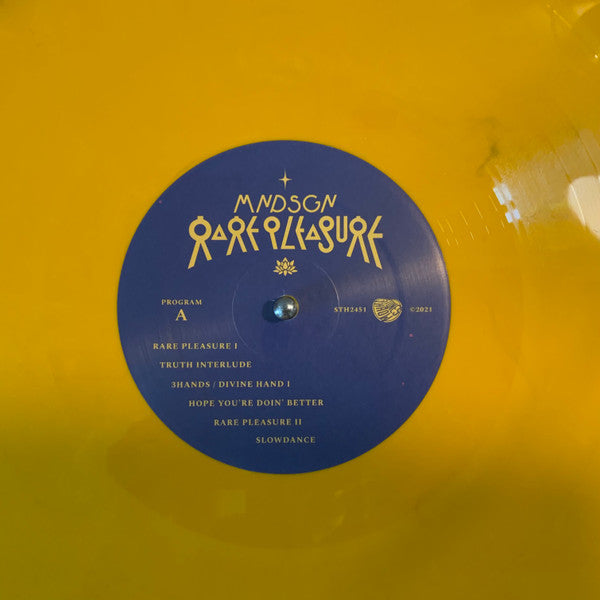 MNDSGN
RARE PLEASURE
PROGRAM
A
STH2451
©2021
RARE PLEASURE I
TRUTH INTERLUDE
3HANDS / DIVINE HAND I
HOPE YOU'RE DOIN' BETTER
RARE PLEASURE II
SLOWDANCE